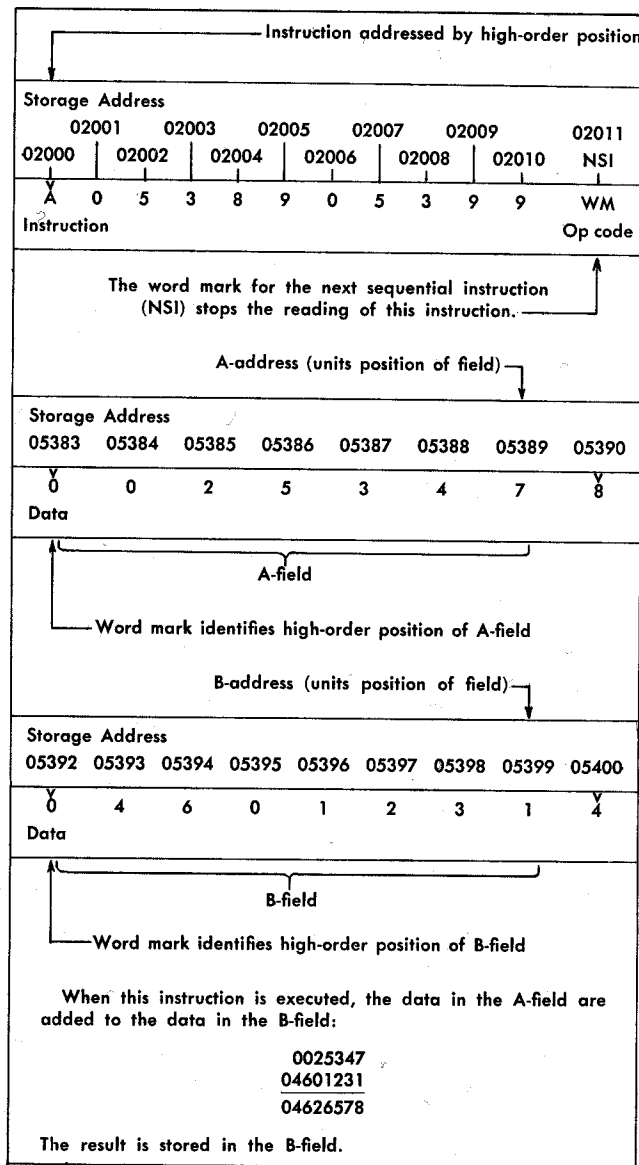 Instruction addressed by high-order position
Storage Address
02001 02003 02005 02007 02009 02011
02000 02002 02004 02006 02008 02010 NSI
A 0 5 3 8 9 0 5 3 9 9 WM
Instruction Op code
The word mark for the next sequential instruction
(NSI) stops the reading of this instruction.
A-address (units position of field)
Storage Address
05383 05384 05385 05386 05387 05388 05389 05390
0 0 2 5 3 4 7 8
Data
A-field
Word mark identifies high-order position of A-field
B-address (units position of field)
Storage Address
05392 05393 05394 05395 05396 05397 05398 05399 05400
0 4 6 0 1 2 3 1 4
Data
B-field
Word mark identifies high-order position of B-field
When this instruction is executed, the data in the A-field are
added to the data in the B-field:
0025347
04601231
04626578
The result is stored in the B-field.